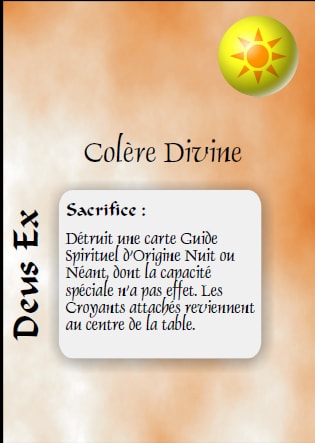 Colère Divine
Deus Ex
Sacrifice :
Détruit une carte Guide
Spirituel d'Origine Nuit ou
Néant, dont la capacité
spéciale n'a pas effet. Les
Croyants attachés reviennent
au centre de la table.